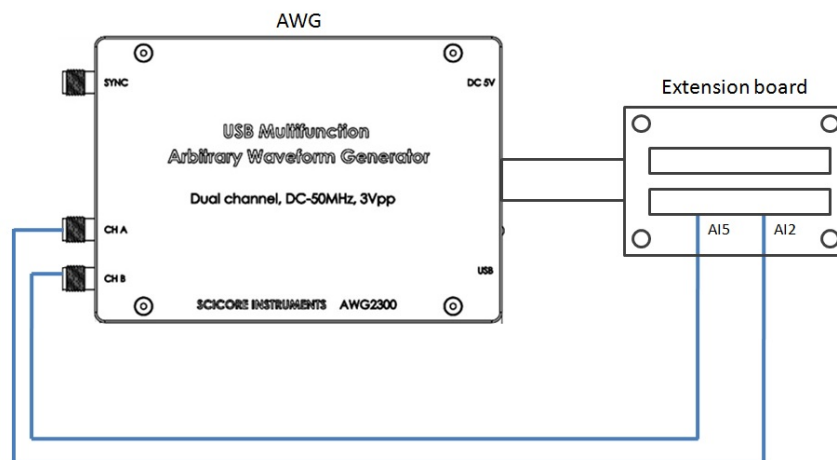 AWG
SYNC
DC 5V
USB Multifunction
Arbitrary Waveform Generator
Dual channel, DC-50MHz, 3Vpp
CH A
CH B
USB
SCICORE INSTRUMENTS AWG2300
Extension board
AI5 AI2